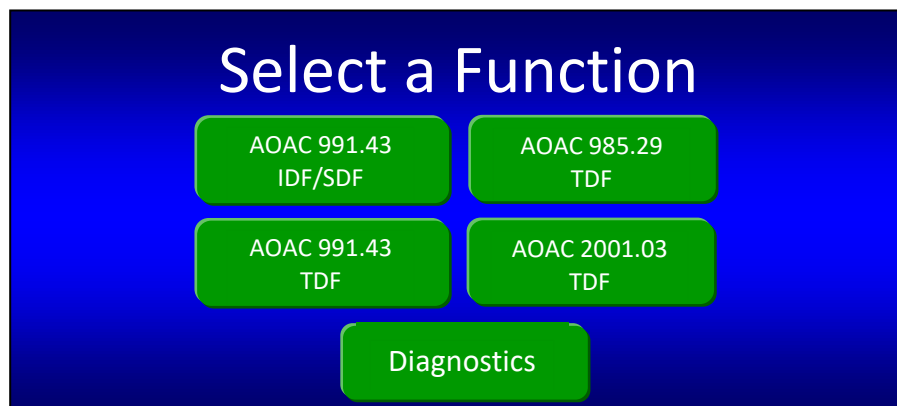 Select a Function
AOAC 991.43
IDF/SDF
AOAC 985.29
TDF
AOAC 991.43
TDF
AOAC 2001.03
TDF
Diagnostics